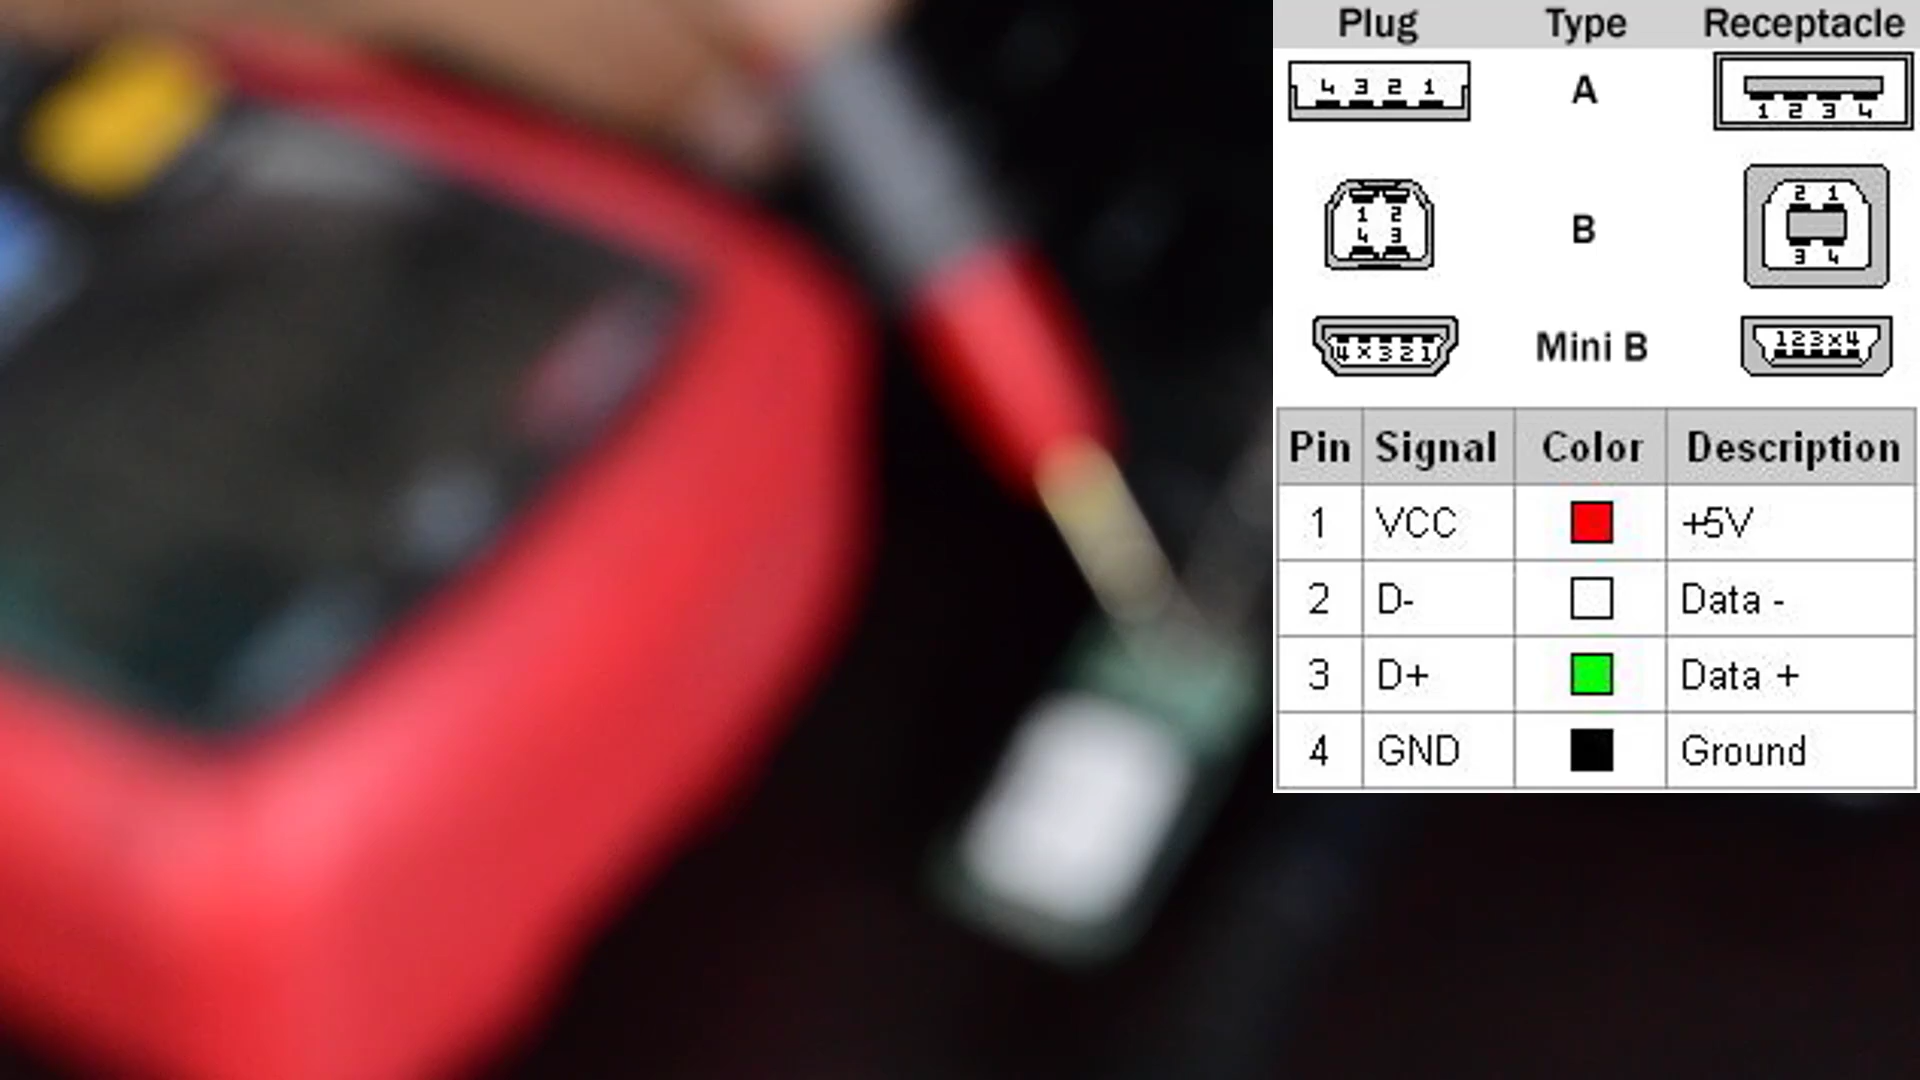 Plug Type Receptacle
4 3 2 1 A 1 2 3 4
1 2 B 2 1
4 3 3 4
4 x 3 2 1 Mini B 1 2 3 x 4
Pin Signal Color Description
1 VCC +5V
2 D- Data -
3 D+ Data +
4 GND Ground